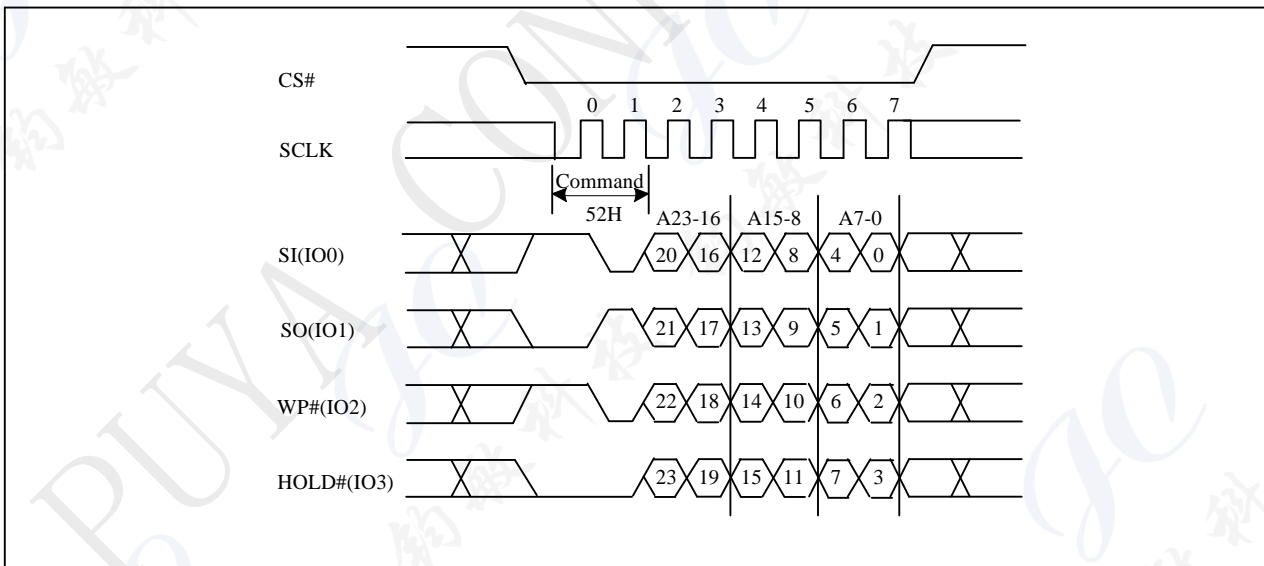 CS#
0 1 2 3 4 5 6 7
SCLK
Command
52H
A23-16 A15-8 A7-0
SI(IO0) 20 16 12 8 4 0
SO(IO1) 21 17 13 9 5 1
WP#(IO2) 22 18 14 10 6 2
HOLD#(IO3) 23 19 15 11 7 3
PUYA CON